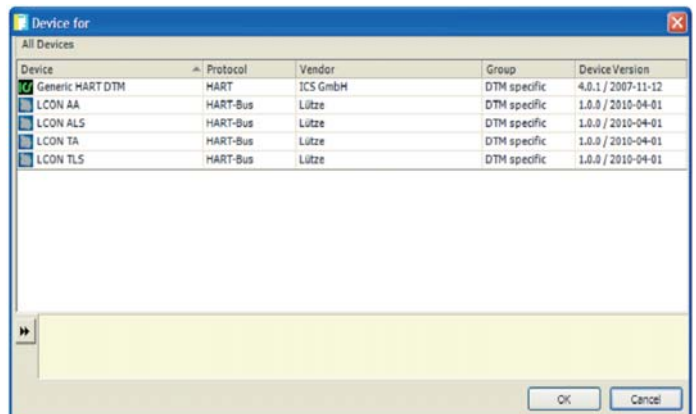 Device for
All Devices
Device Protocol Vendor Group Device Version
Generic HART DTM HART ICS GmbH DTM specific 4.0.1 / 2007-11-12
LCON AA HART-Bus Lütze DTM specific 1.0.0 / 2010-04-01
LCON ALS HART-Bus Lütze DTM specific 1.0.0 / 2010-04-01
LCON TA HART-Bus Lütze DTM specific 1.0.0 / 2010-04-01
LCON TLS HART-Bus Lütze DTM specific 1.0.0 / 2010-04-01
OK Cancel